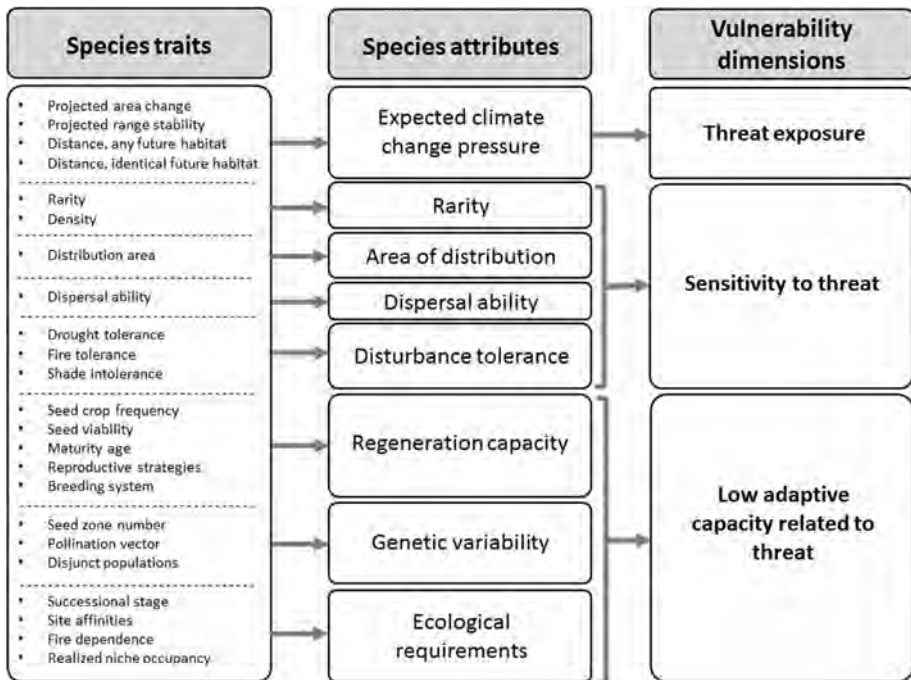 Species traits
Projected area change
Projected range stability
Distance, any future habitat
Distance, identical future habitat
Rarity
Density
Distribution area
Dispersal ability
Drought tolerance
Fire tolerance
Shade intolerance
Seed crop frequency
Seed viability
Maturity age
Reproductive strategies
Breeding system
Seed zone number
Pollination vector
Disjunct populations
Successional stage
Site affinities
Fire dependence
Realized niche occupancy
Species attributes
Expected climate
change pressure
Rarity
Area of distribution
Dispersal ability
Disturbance tolerance
Regeneration capacity
Genetic variability
Ecological
requirements
Vulnerability
dimensions
Threat exposure
Sensitivity to threat
Low adaptive
capacity related to
threat